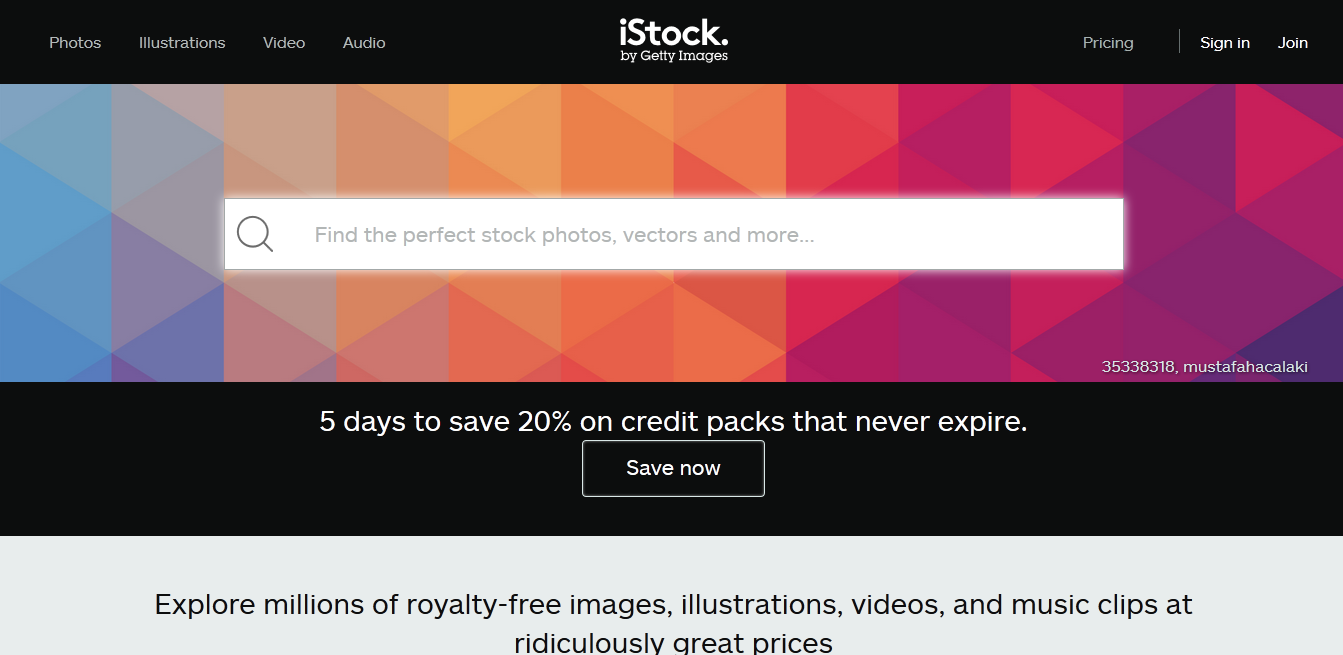 Photos Illustrations Video Audio
iStock.
by Getty Images
Pricing Sign in Join
Find the perfect stock photos, vectors and more...
35338318, mustafahacalaki
5 days to save 20% on credit packs that never expire.
Save now
Explore millions of royalty-free images, illustrations, videos, and music clips at
ridiculously great prices